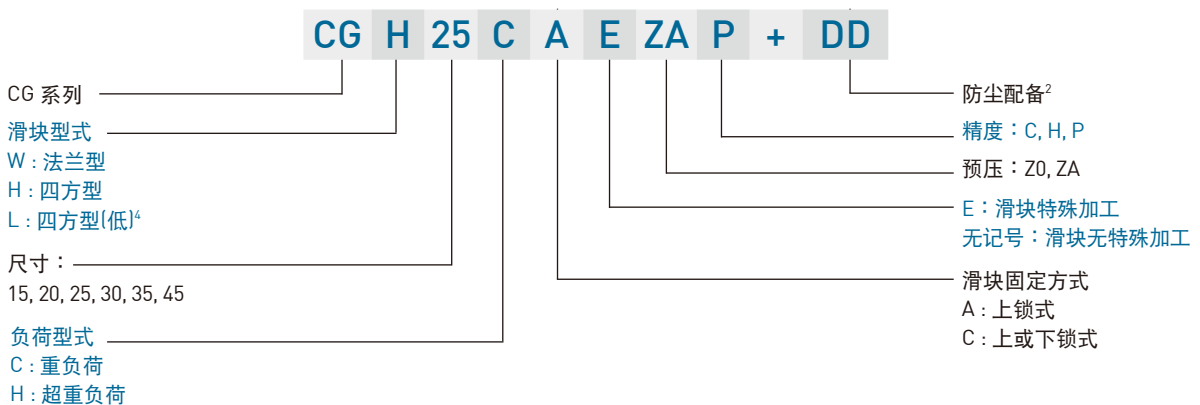 CG H 25 C A E ZA P + DD
CG 系列
滑块型式
W : 法兰型
H : 四方型
L : 四方型(低)4
尺寸：
15, 20, 25, 30, 35, 45
负荷型式
C : 重负荷
H : 超重负荷
防尘配备2
精度：C, H, P
预压：Z0, ZA
E：滑块特殊加工
无记号：滑块无特殊加工
滑块固定方式
A : 上锁式
C : 上或下锁式